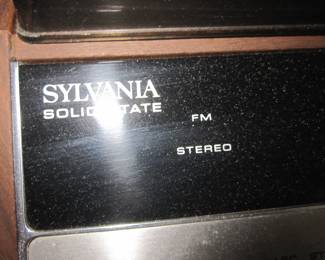 SYLVANIA
SOLID STATE
FM
STEREO